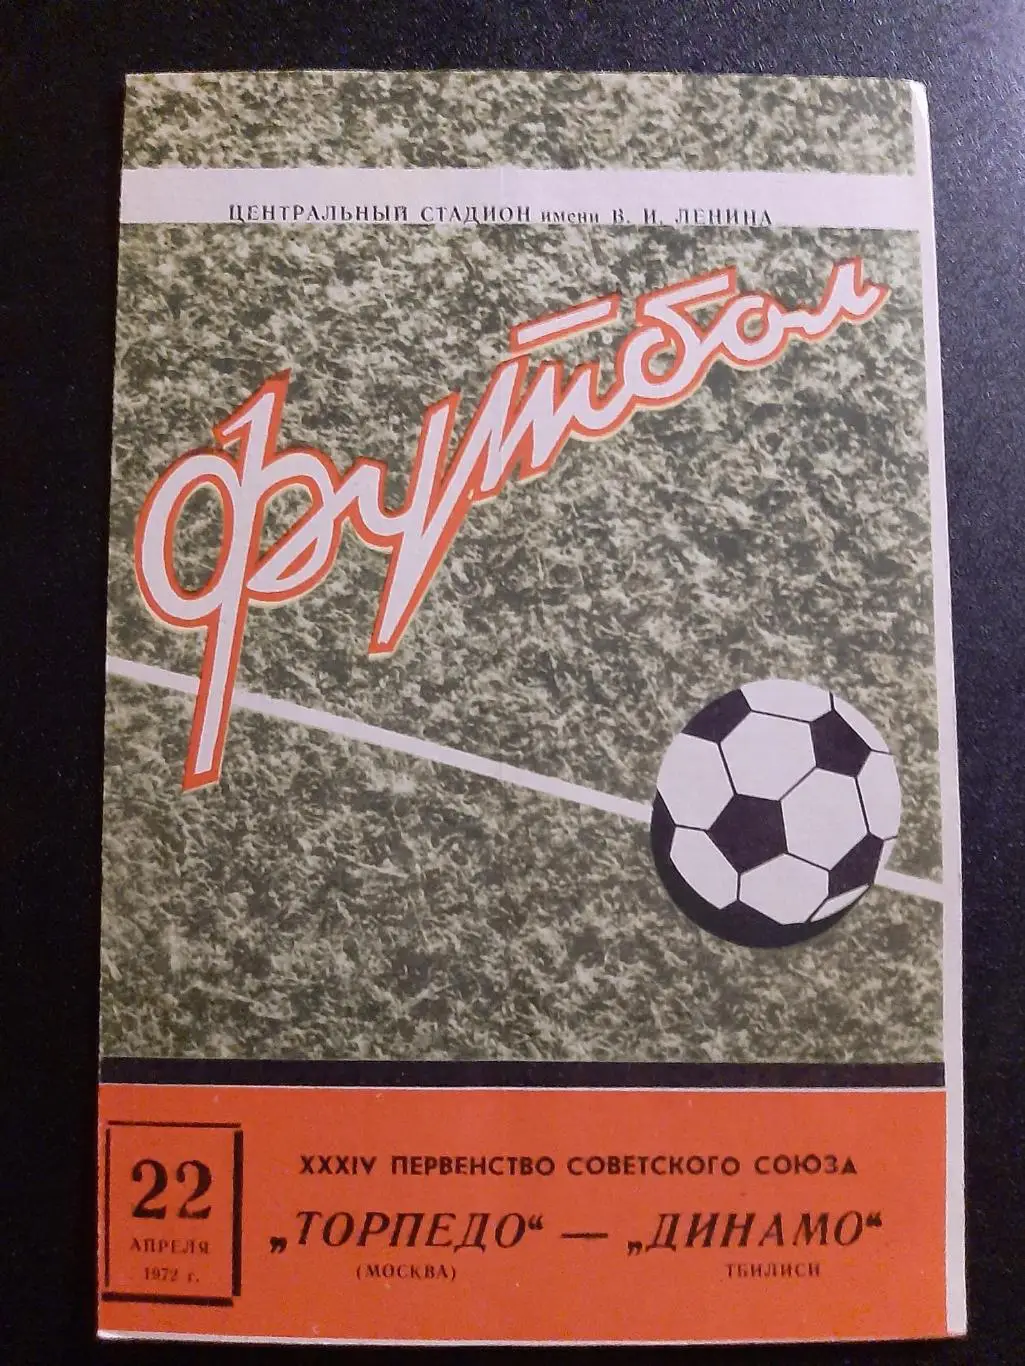 ЦЕНТРАЛЬНЫЙ СТАДИОН имени В. И. ЛЕНИНА
футбол
22
АПРЕЛЯ
1972 г.
XXXIV ПЕРВЕНСТВО СОВЕТСКОГО СОЮЗА
„ТОРПЕДО“ — „ДИНАМО“
(МОСКВА) ТБИЛИСИ